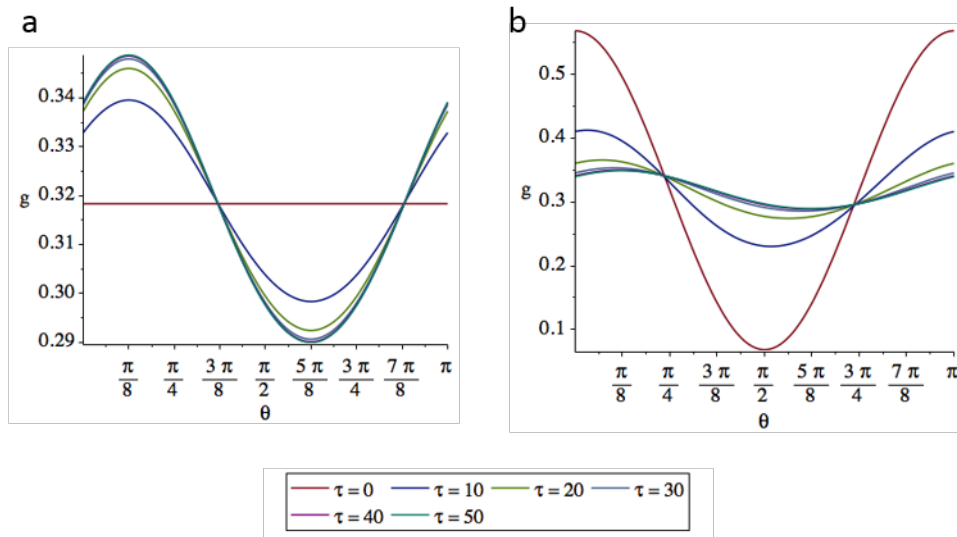 a
b
0.34
0.33
g 0.32
0.31
0.30
0.29
π/8 π/4 3π/8 π/2 5π/8 3π/4 7π/8 π
θ
0.5
0.4
g 0.3
0.2
0.1
π/8 π/4 3π/8 π/2 5π/8 3π/4 7π/8 π
θ
τ = 0 τ = 10 τ = 20 τ = 30
τ = 40 τ = 50